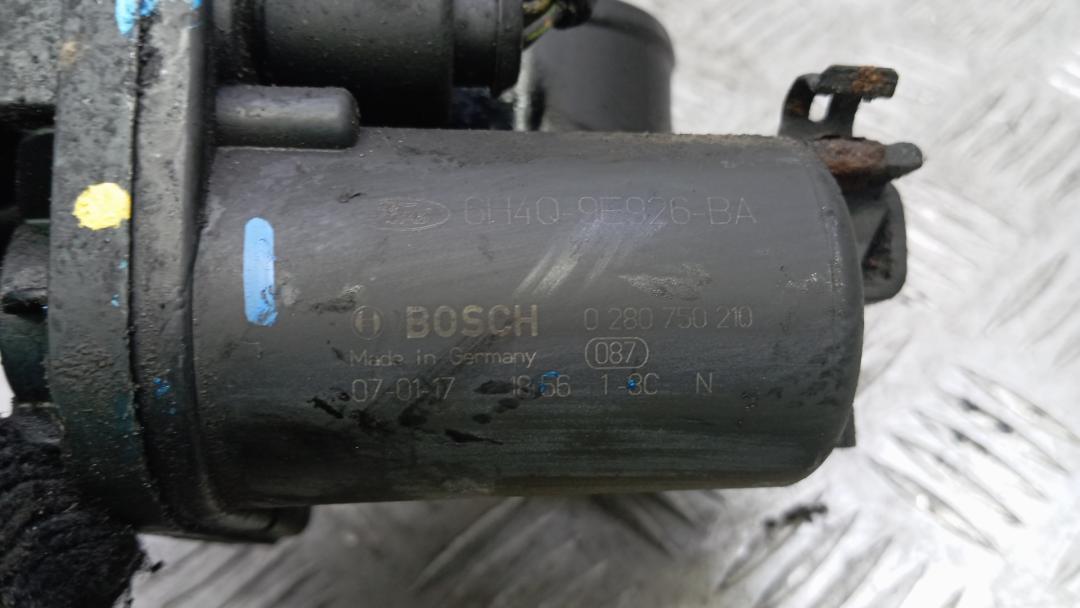 6H4Q-9E926-BA
BOSCH 0 280 750 210
Made in Germany 087
07-01-17 18:56 1-3C N